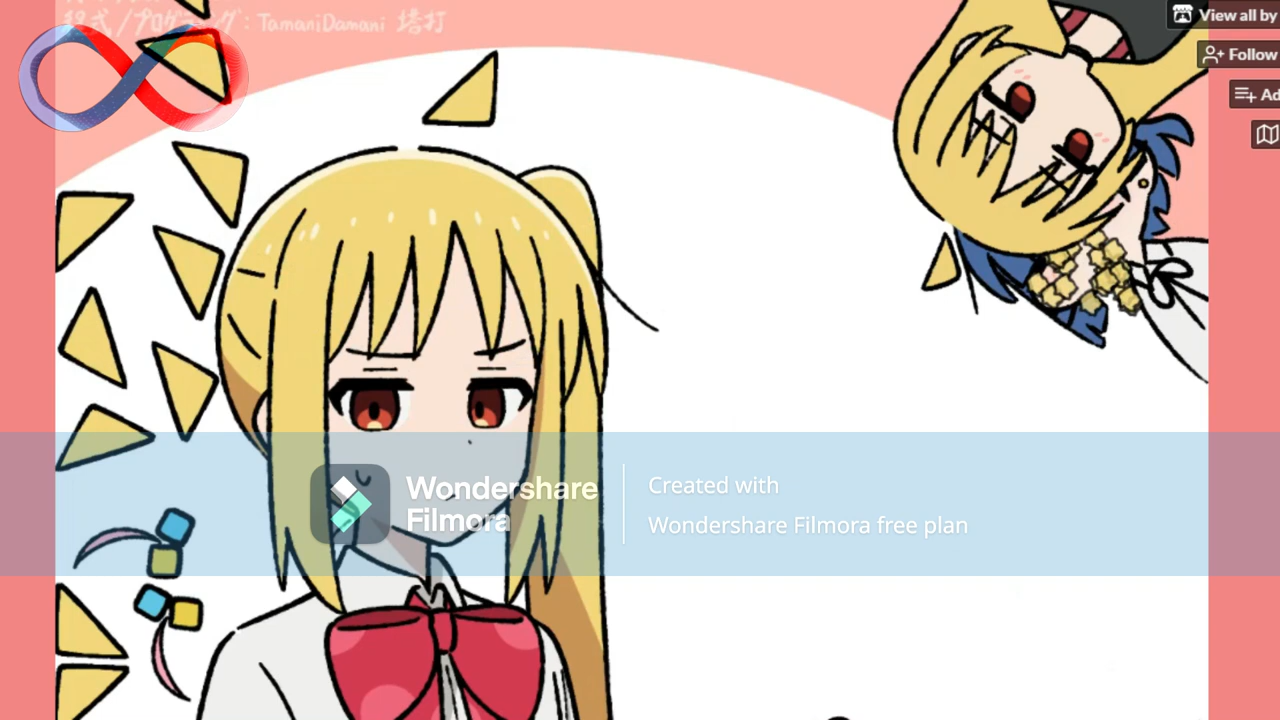 程式/プログラミング: TamaniDamani 塔打
View all by
Follow
Ad
Wondershare
Filmora
Created with
Wondershare Filmora free plan